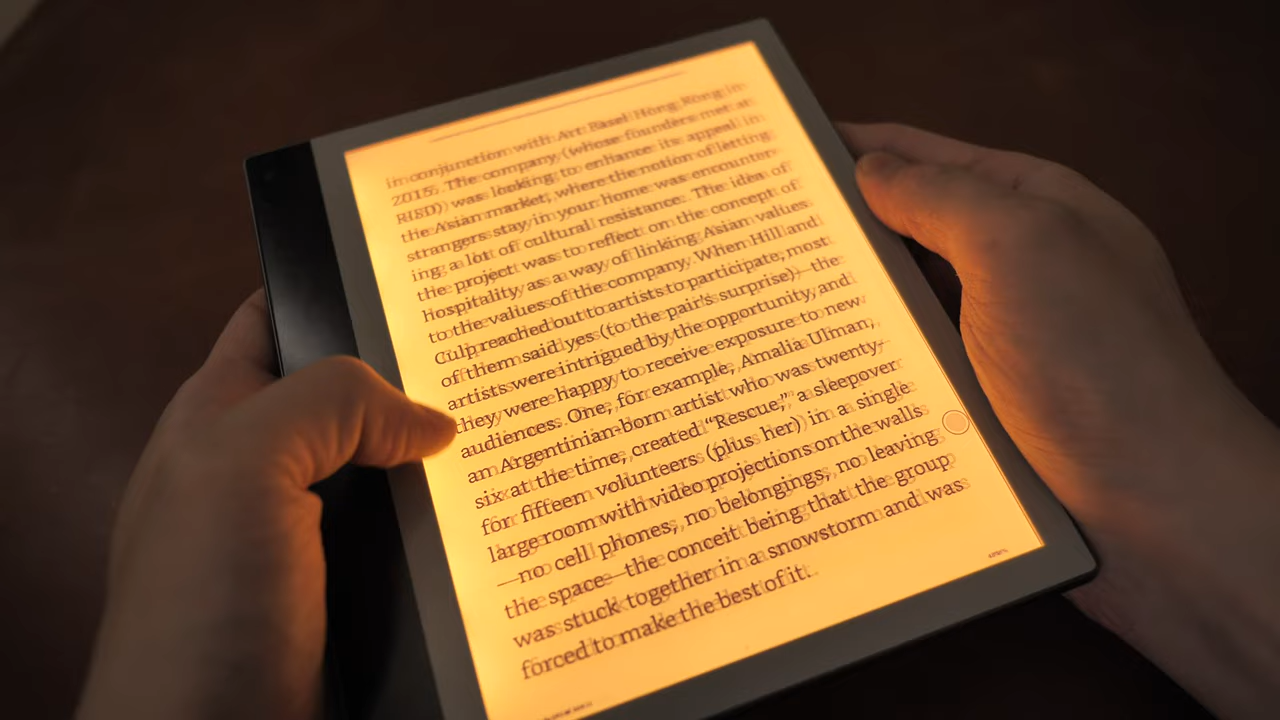 in conjunction with Art Basel Hong Kong in
2015. The company (whose founders met at
RISD) was looking to enhance its appeal in
the Asian market, where the notion of letting
strangers stay in your home was encounter-
ing a lot of cultural resistance. The idea of
the project was to reflect on the concept of
hospitality as a way of linking Asian values
to the values of the company. When Hill and
Culp reached out to artists to participate, most
of them said yes (to the pair's surprise)—the
artists were intrigued by the opportunity, and
they were happy to receive exposure to new
audiences. One, for example, Amalia Ulman,
an Argentinian-born artist who was twenty-
six at the time, created “Rescue,” a sleepover
for fifteen volunteers (plus her) in a single
large room with video projections on the walls
—no cell phones, no belongings, no leaving
the space—the conceit being that the group
was stuck together in a snowstorm and was
forced to make the best of it.